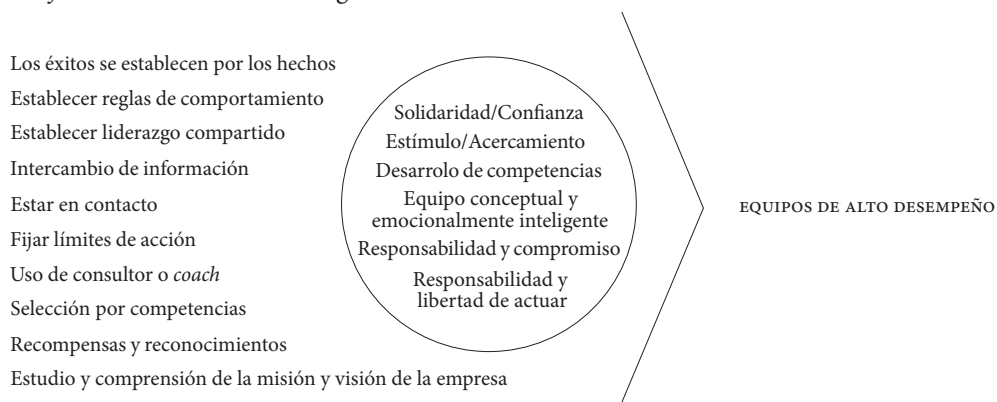 Los éxitos se establecen por los hechos
Establecer reglas de comportamiento
Establecer liderazgo compartido
Intercambio de información
Estar en contacto
Fijar límites de acción
Uso de consultor o coach
Selección por competencias
Recompensas y reconocimientos
Estudio y comprensión de la misión y visión de la empresa
Solidaridad/Confianza
Estímulo/Acercamiento
Desarrolo de competencias
Equipo conceptual y
emocionalmente inteligente
Responsabilidad y compromiso
Responsabilidad y
libertad de actuar
EQUIPOS DE ALTO DESEMPEÑO